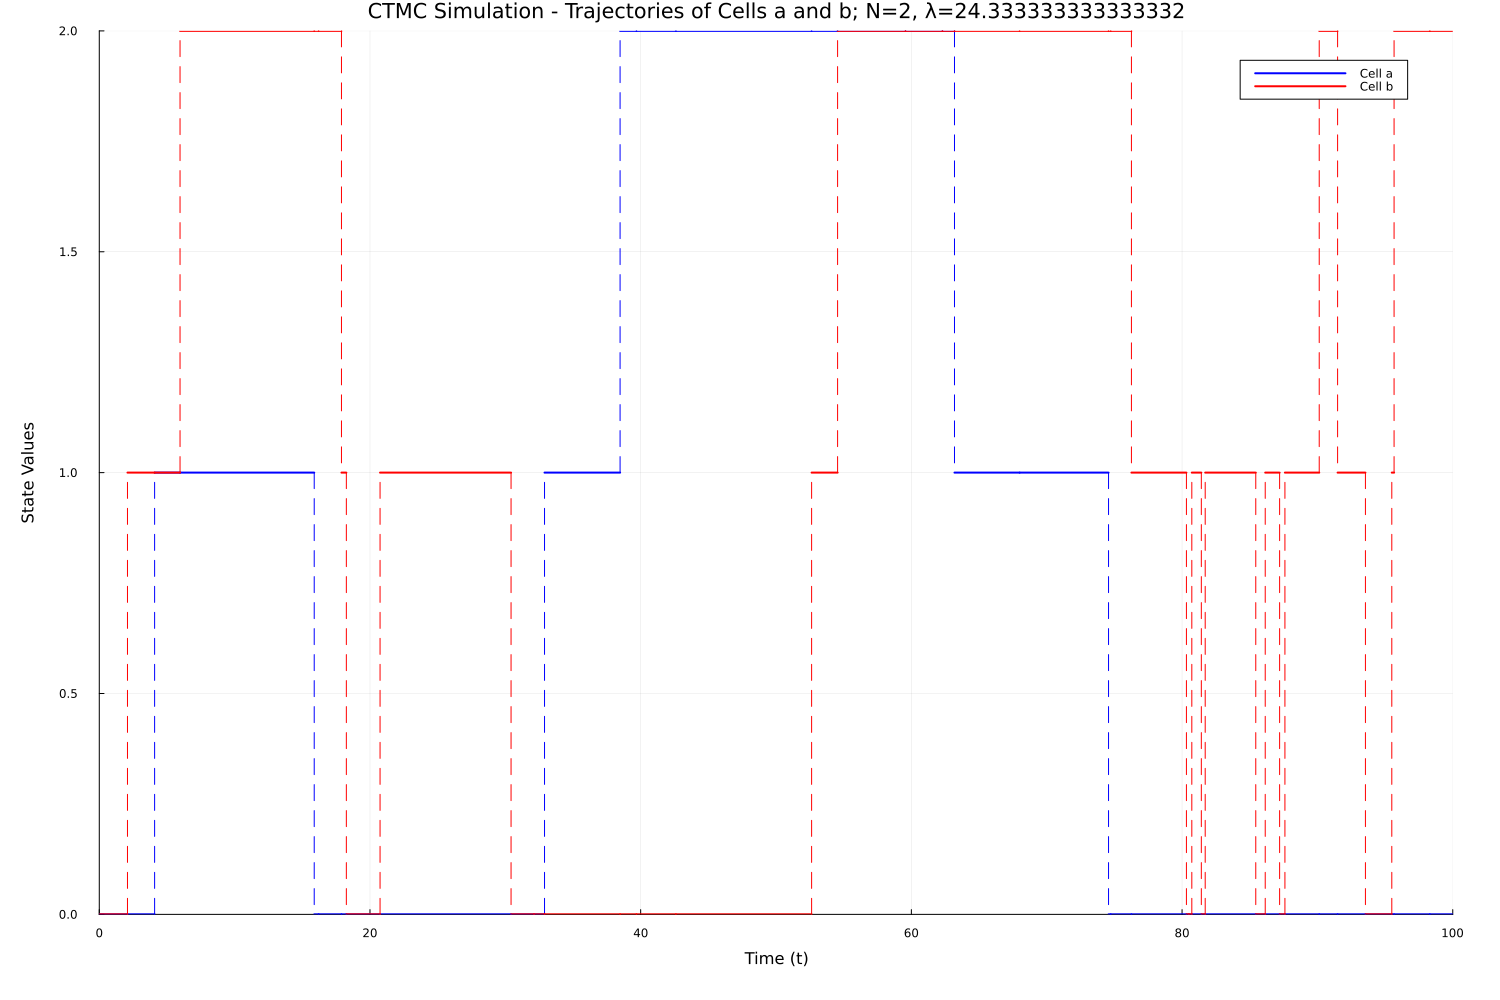 CTMC Simulation - Trajectories of Cells a and b; N=2, λ=24.333333333333332
2.0
Cell a
Cell b
1.5
State Values
1.0
0.5
0.0
0 20 40 60 80 100
Time (t)